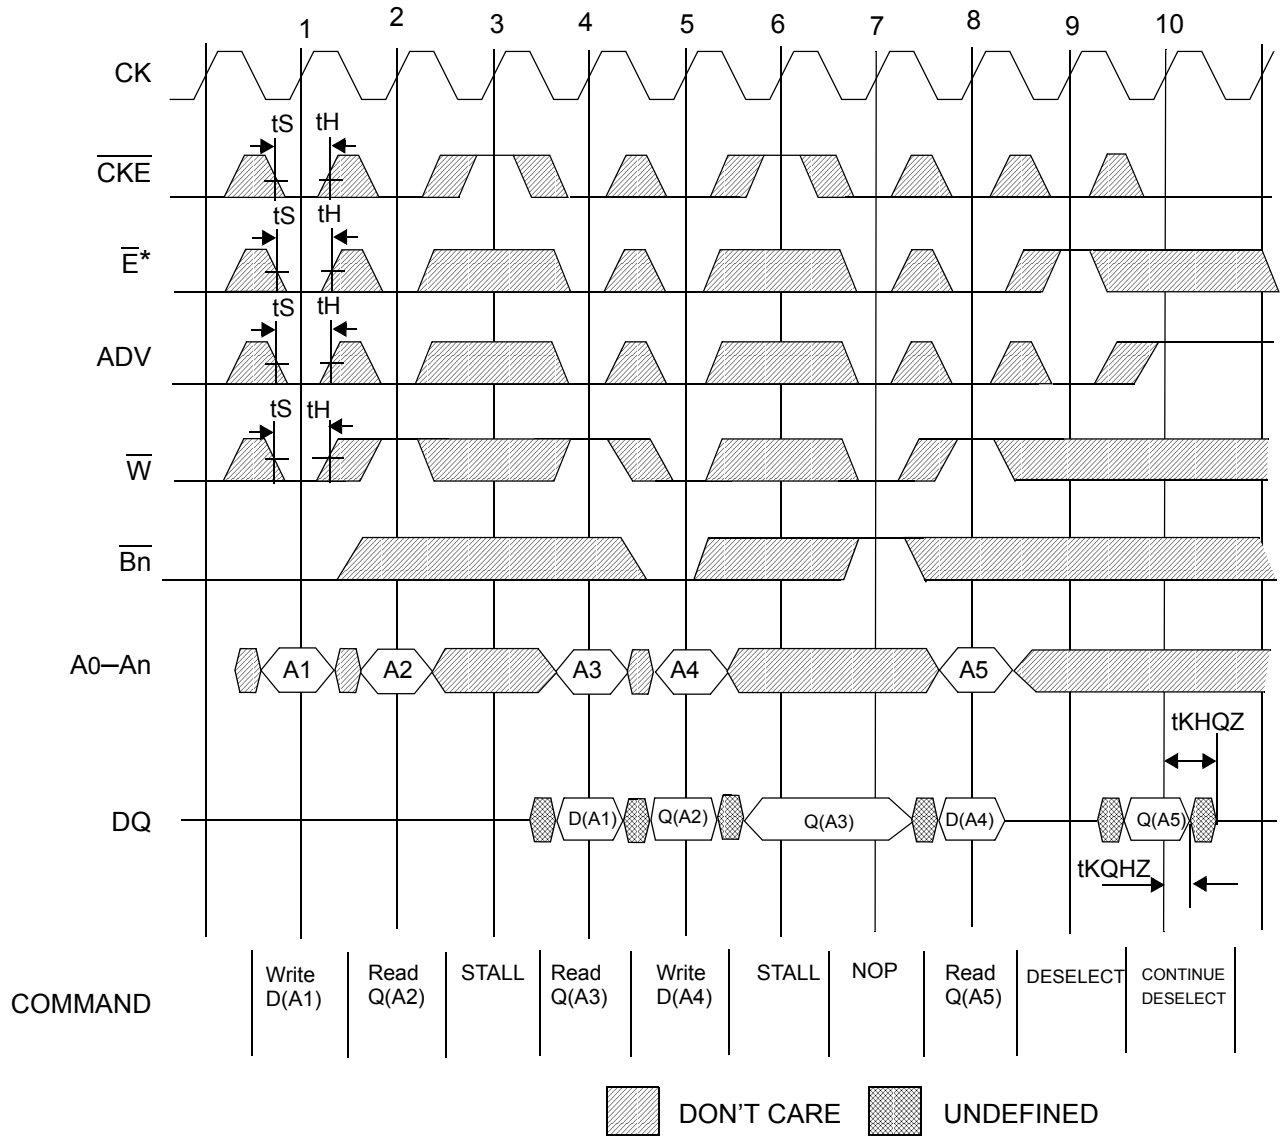 1 2 3 4 5 6 7 8 9 10
CK
tS tH
CKE
tS tH
E*
tS tH
ADV
tS tH
W
Bn
A0–An
A1 A2 A3 A4 A5
tKHQZ
DQ
D(A1) Q(A2) Q(A3) D(A4) Q(A5)
tKQHZ
COMMAND
Write
D(A1)
Read
Q(A2)
STALL
Read
Q(A3)
Write
D(A4)
STALL
NOP
Read
Q(A5)
DESELECT
CONTINUE
DESELECT
DON'T CARE
UNDEFINED